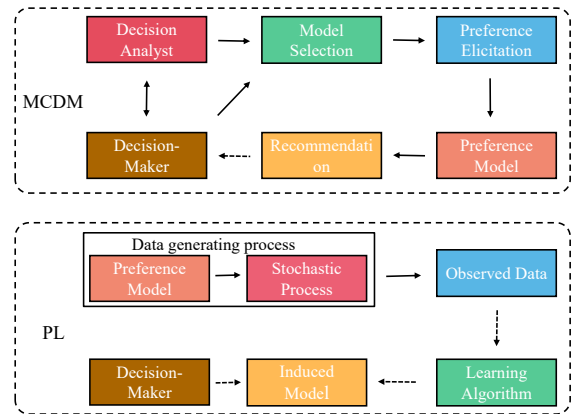 Decision
Analyst
Model
Selection
Preference
Elicitation
MCDM
Decision-
Maker
Recommendati
on
Preference Model
Data generating process
Preference
Model
Stochastic
Process
Observed Data
PL
Decision-
Maker
Induced
Model
Learning
Algorithm